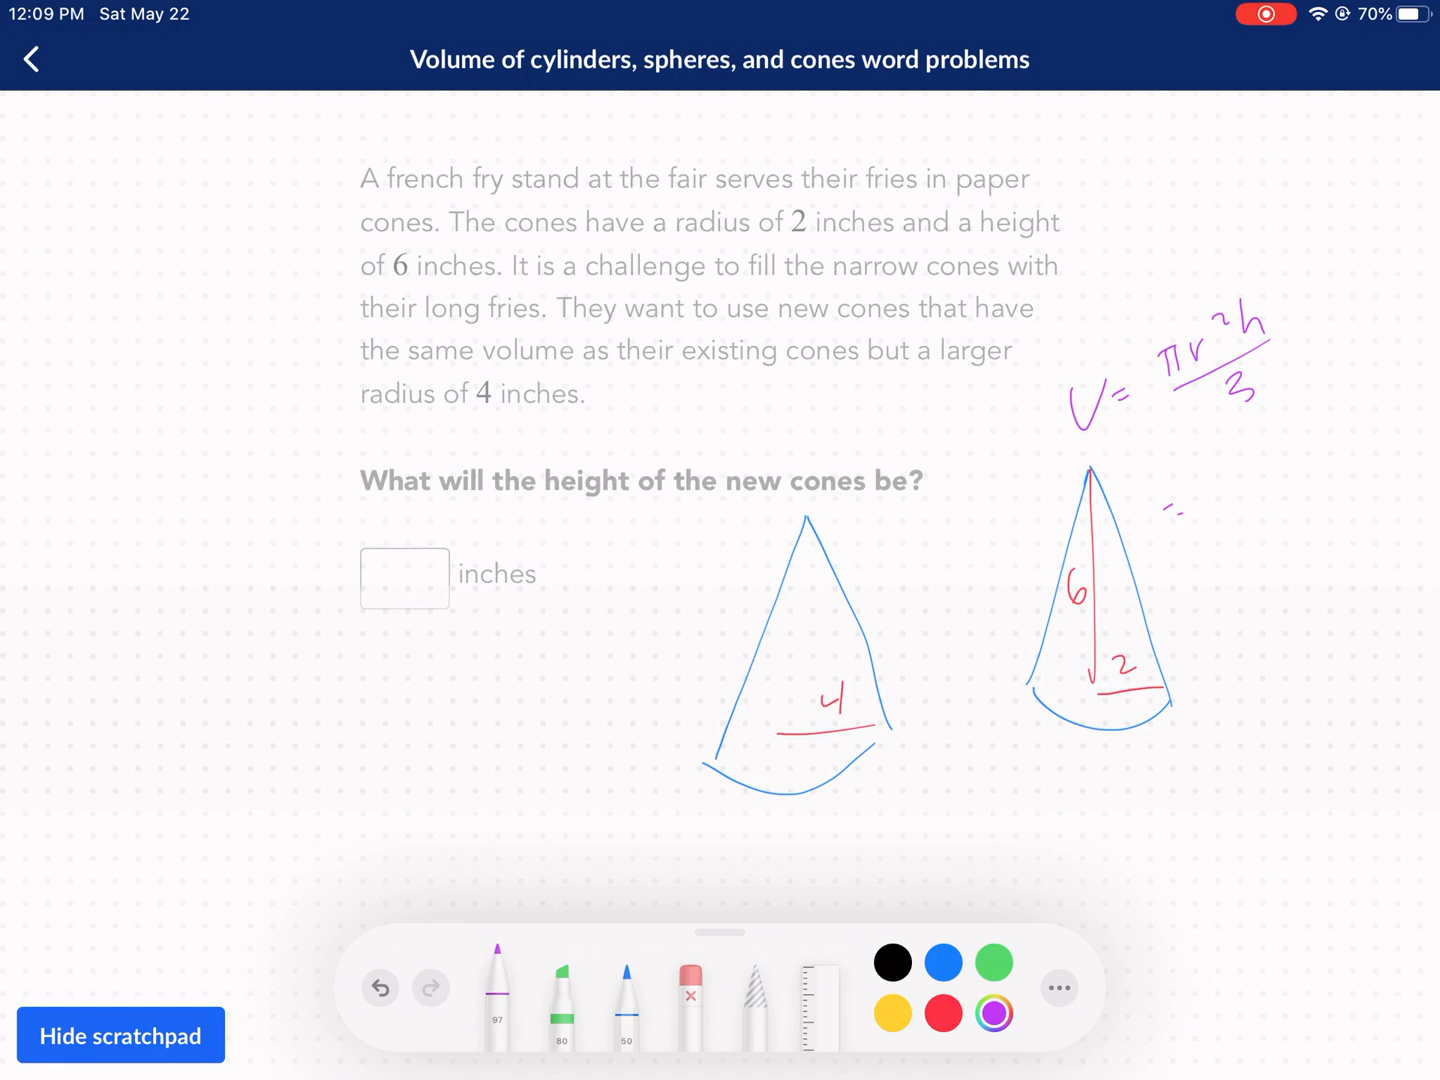 12:09 PM Sat May 22 70%
Volume of cylinders, spheres, and cones word problems
A french fry stand at the fair serves their fries in paper
cones. The cones have a radius of 2 inches and a height
of 6 inches. It is a challenge to fill the narrow cones with
their long fries. They want to use new cones that have
the same volume as their existing cones but a larger
radius of 4 inches.
V = πr²h/3
What will the height of the new cones be?
=
inches
6
2
4
97
80
50
Hide scratchpad